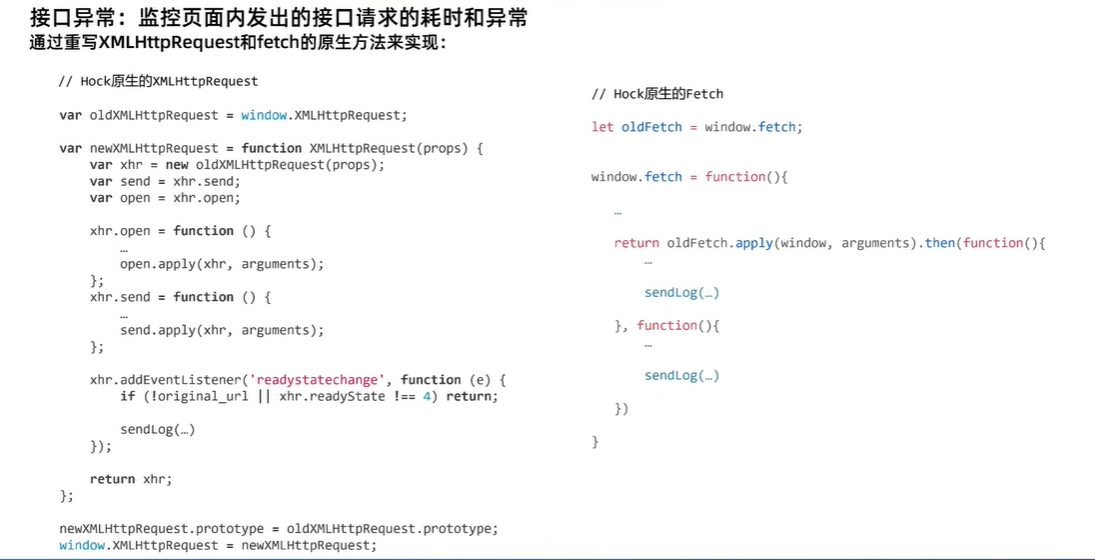 接口异常：监控页面内发出的接口请求的耗时和异常
通过重写XMLHttpRequest和fetch的原生方法来实现：
// Hock原生的XMLHttpRequest
var oldXMLHttpRequest = window.XMLHttpRequest;
var newXMLHttpRequest = function XMLHttpRequest(props) {
var xhr = new oldXMLHttpRequest(props);
var send = xhr.send;
var open = xhr.open;
xhr.open = function () {
…
open.apply(xhr, arguments);
};
xhr.send = function () {
…
send.apply(xhr, arguments);
};
xhr.addEventListener('readystatechange', function (e) {
if (!original_url || xhr.readyState !== 4) return;
sendLog(…)
});
return xhr;
};
newXMLHttpRequest.prototype = oldXMLHttpRequest.prototype;
window.XMLHttpRequest = newXMLHttpRequest;
// Hock原生的Fetch
let oldFetch = window.fetch;
window.fetch = function(){
…
return oldFetch.apply(window, arguments).then(function(){
…
sendLog(…)
}, function(){
…
sendLog(…)
})
}